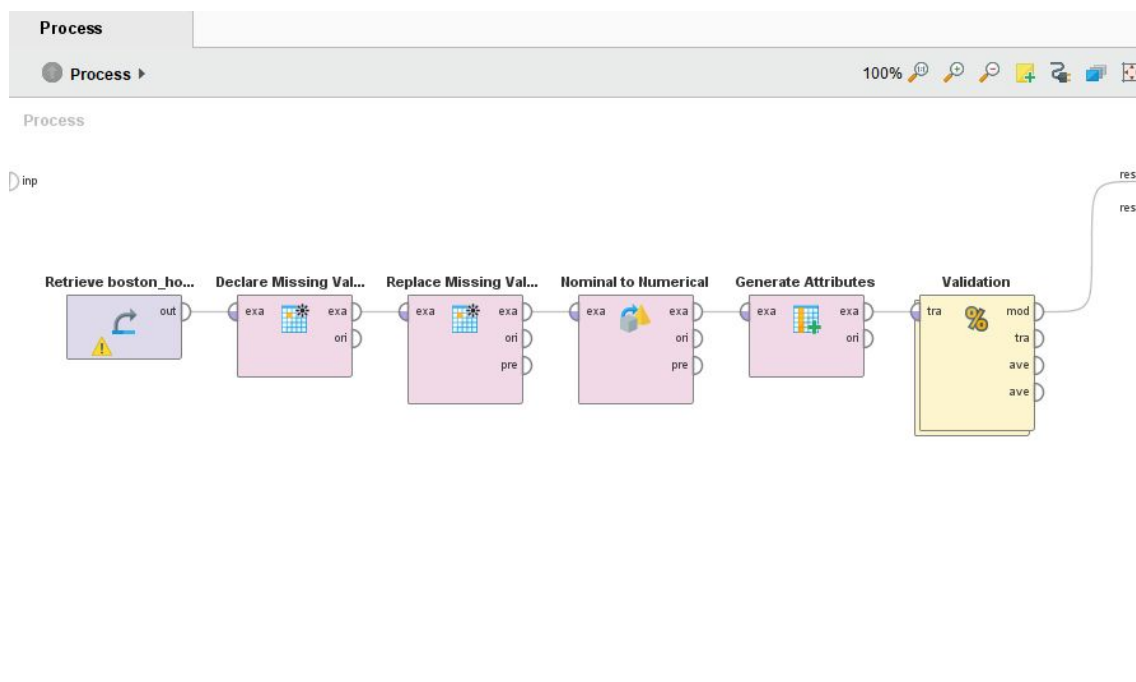 Process
Process
100%
Process
inp
res
res
Retrieve boston_ho... Declare Missing Val... Replace Missing Val... Nominal to Numerical Generate Attributes Validation
out exa exa exa exa exa exa exa exa tra % mod
ori ori ori ori tra
pre pre ave
ave